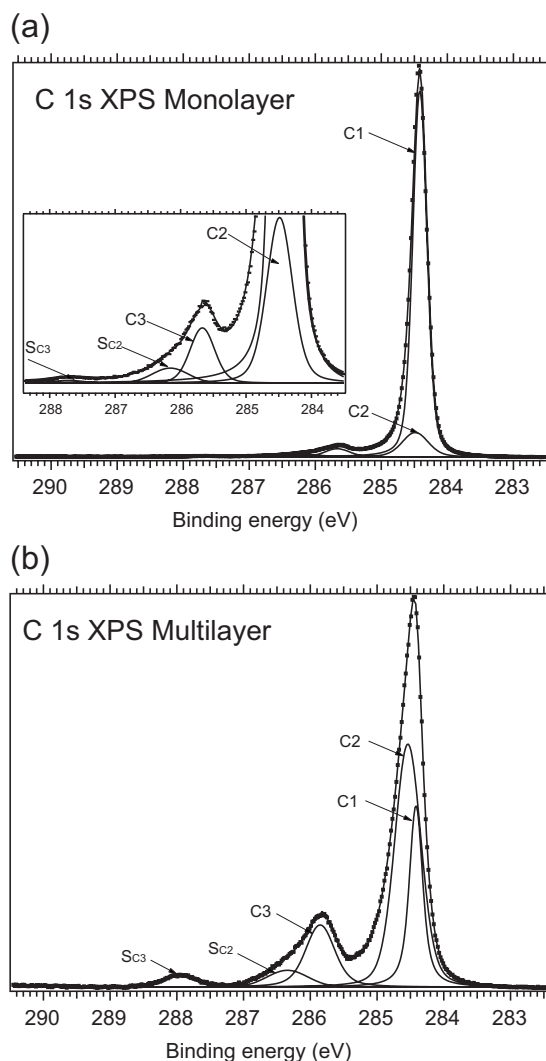 (a)
C 1s XPS Monolayer
C1
C2
C3
SC2
SC3
288 287 286 285 284
C2
290 289 288 287 286 285 284 283
Binding energy (eV)
(b)
C 1s XPS Multilayer
C2
C1
C3
SC2
SC3
290 289 288 287 286 285 284 283
Binding energy (eV)